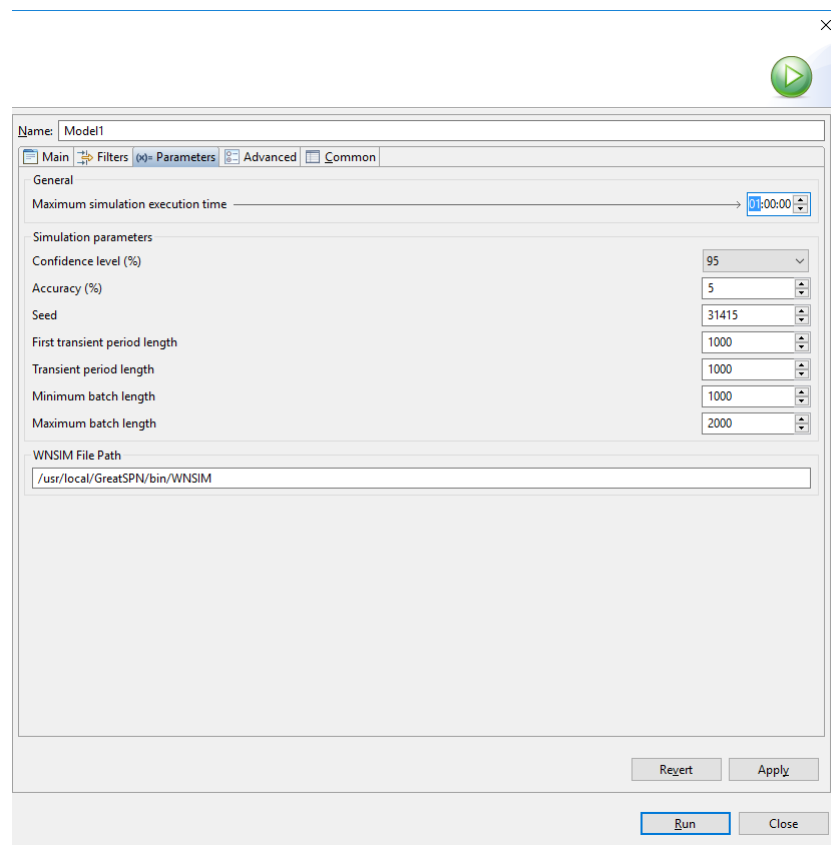 Name: Model1
Main Filters (x)= Parameters Advanced Common
General
Maximum simulation execution time 01:00:00
Simulation parameters
Confidence level (%) 95
Accuracy (%) 5
Seed 31415
First transient period length 1000
Transient period length 1000
Minimum batch length 1000
Maximum batch length 2000
WNSIM File Path
/usr/local/GreatSPN/bin/WNSIM
Revert Apply
Run Close